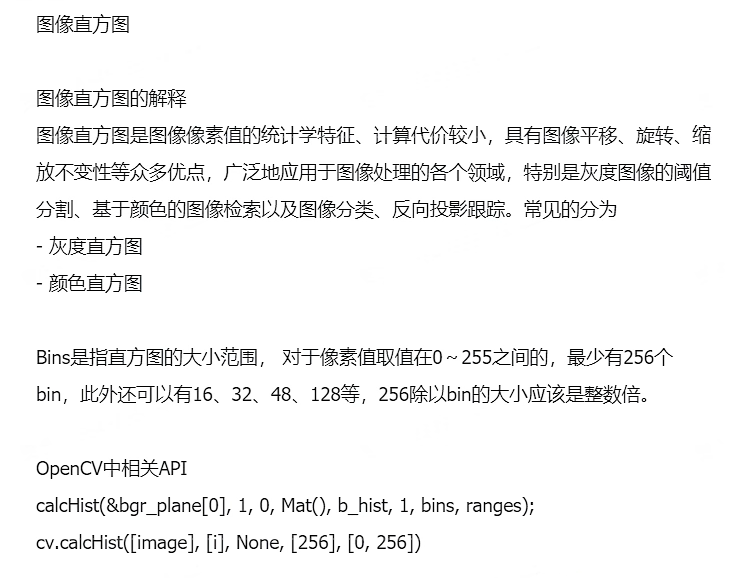 图像直方图
图像直方图的解释
图像直方图是图像像素值的统计学特征、计算代价较小，具有图像平移、旋转、缩
放不变性等众多优点，广泛地应用于图像处理的各个领域，特别是灰度图像的阈值
分割、基于颜色的图像检索以及图像分类、反向投影跟踪。常见的分为
- 灰度直方图
- 颜色直方图
Bins是指直方图的大小范围， 对于像素值取值在0～255之间的，最少有256个
bin，此外还可以有16、32、48、128等，256除以bin的大小应该是整数倍。
OpenCV中相关API
calcHist(&bgr_plane[0], 1, 0, Mat(), b_hist, 1, bins, ranges);
cv.calcHist([image], [i], None, [256], [0, 256])